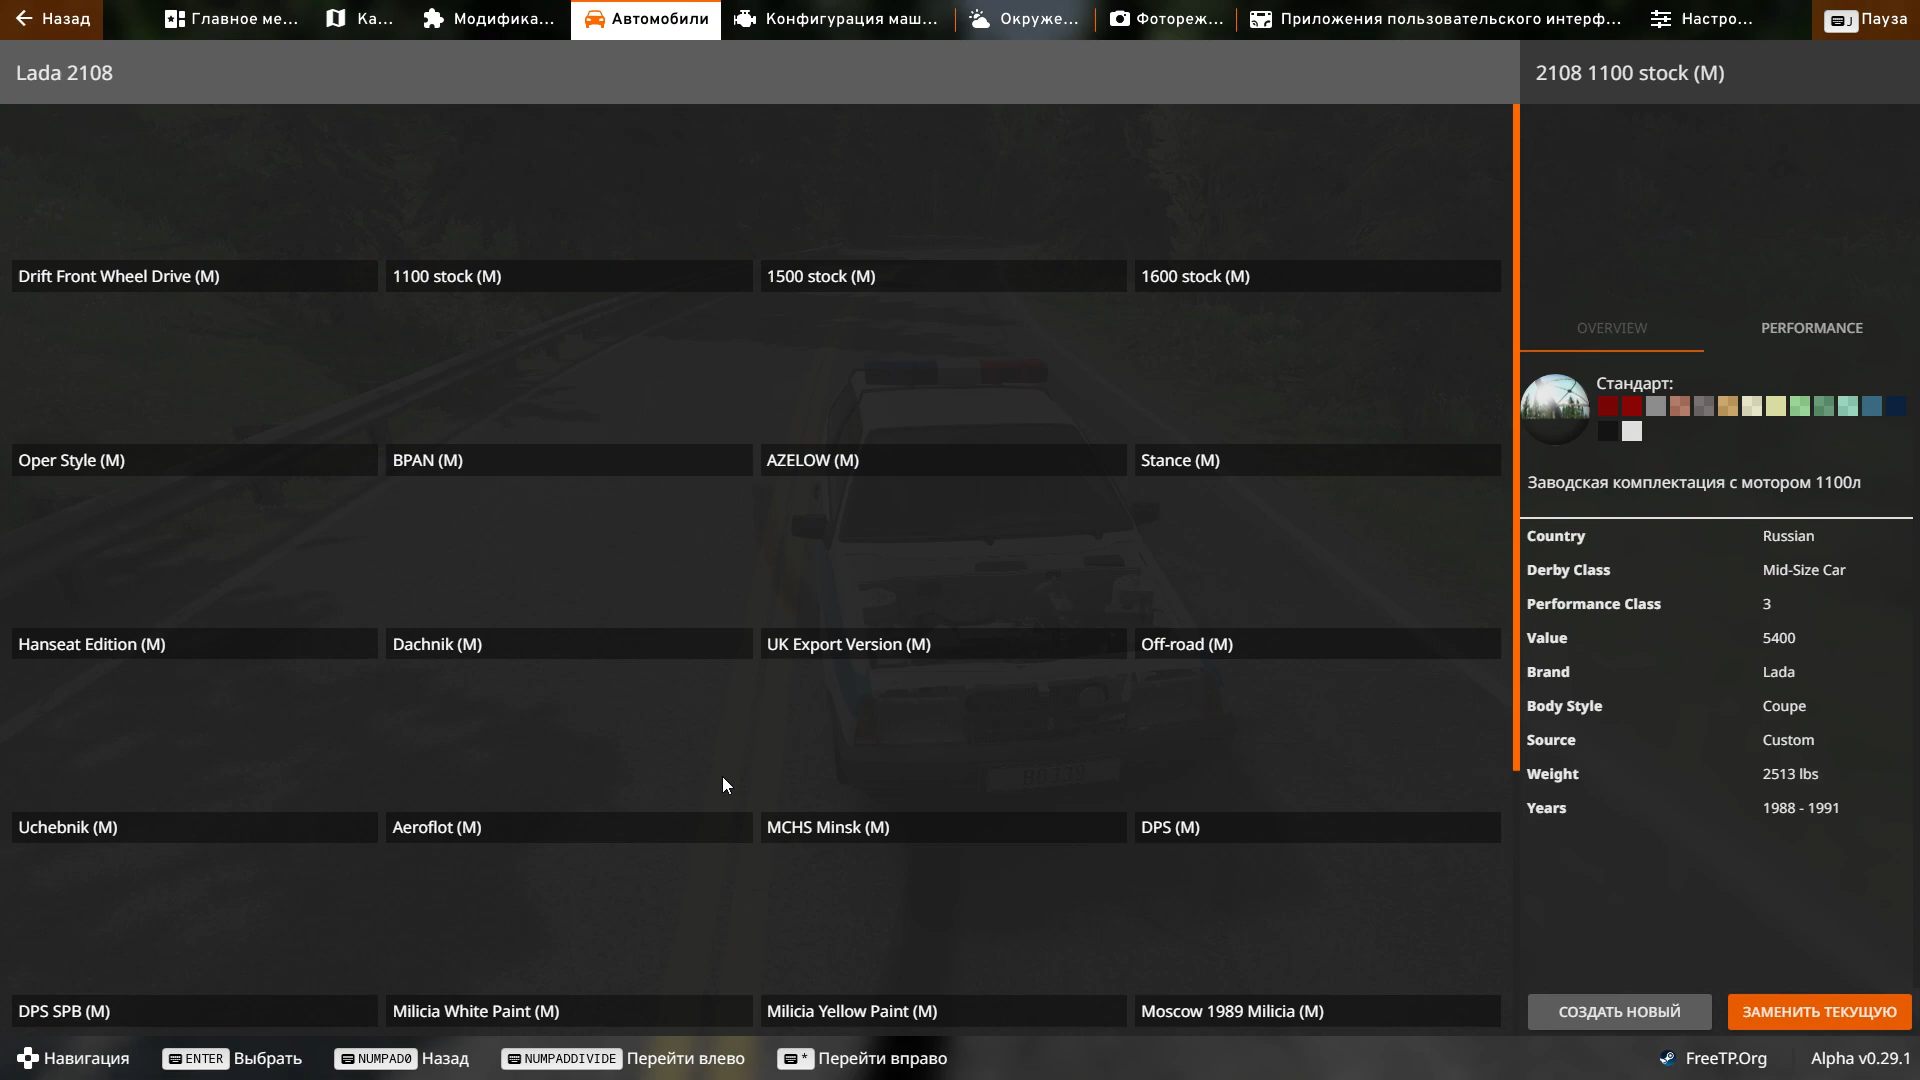 Назад
Главное ме...
Ка...
Модифика...
Автомобили
Конфигурация маш...
Окруже...
Фотореж...
Приложения пользовательского интерф...
Настро...
J Пауза
Lada 2108
2108 1100 stock (M)
Drift Front Wheel Drive (M)
1100 stock (M)
1500 stock (M)
1600 stock (M)
Oper Style (M)
BPAN (M)
AZELOW (M)
Stance (M)
Hanseat Edition (M)
Dachnik (M)
UK Export Version (M)
Off-road (M)
Uchebnik (M)
Aeroflot (M)
MCHS Minsk (M)
DPS (M)
DPS SPB (M)
Milicia White Paint (M)
Milicia Yellow Paint (M)
Moscow 1989 Milicia (M)
OVERVIEW
PERFORMANCE
Стандарт:
Заводская комплектация с мотором 1100л
Country Russian
Derby Class Mid-Size Car
Performance Class 3
Value 5400
Brand Lada
Body Style Coupe
Source Custom
Weight 2513 lbs
Years 1988 - 1991
СОЗДАТЬ НОВЫЙ
ЗАМЕНИТЬ ТЕКУЩУЮ
Навигация
ENTER Выбрать
NUMPAD0 Назад
NUMPADDIVIDE Перейти влево
* Перейти вправо
FreeTP.Org
Alpha v0.29.1